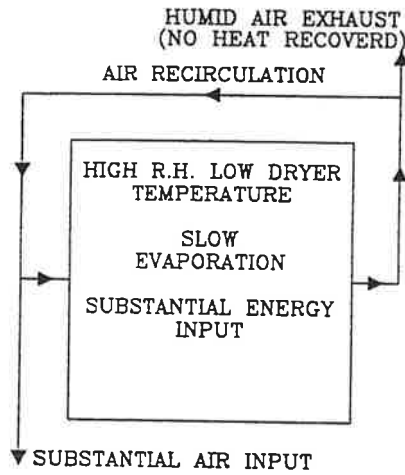 HUMID AIR EXHAUST
(NO HEAT RECOVERD)
AIR RECIRCULATION
HIGH R.H. LOW DRYER
TEMPERATURE
SLOW
EVAPORATION
SUBSTANTIAL ENERGY
INPUT
SUBSTANTIAL AIR INPUT